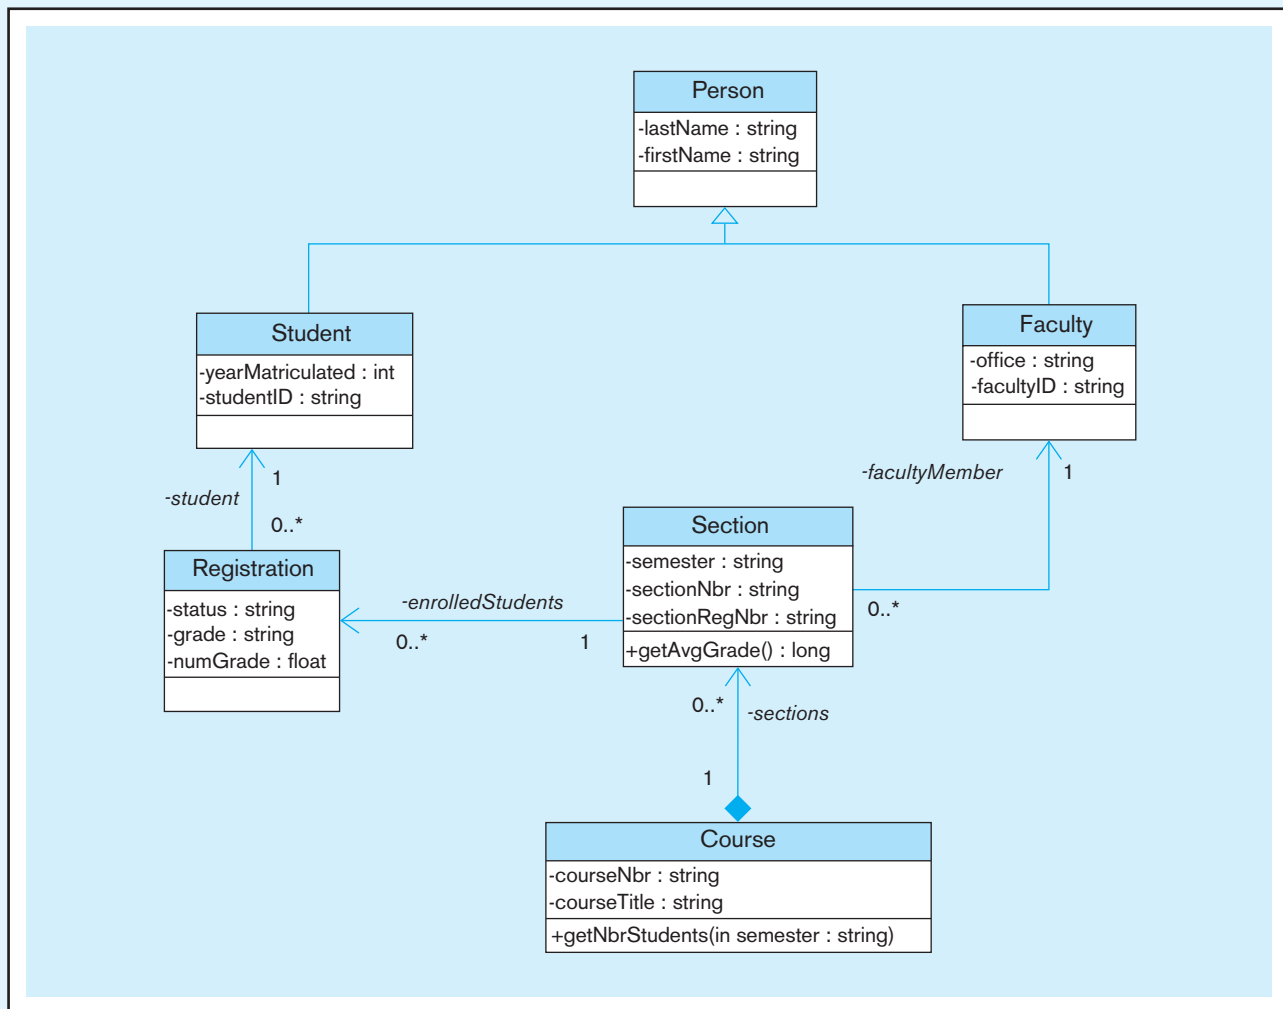 Person
-lastName : string
-firstName : string
Student
-yearMatriculated : int
-studentID : string
Faculty
-office : string
-facultyID : string
1
-student
0..*
-facultyMember
1
Registration
-status : string
-grade : string
-numGrade : float
-enrolledStudents
0..*
1
Section
-semester : string
-sectionNbr : string
-sectionRegNbr : string
+getAvgGrade() : long
0..*
0..*
-sections
1
Course
-courseNbr : string
-courseTitle : string
+getNbrStudents(in semester : string)